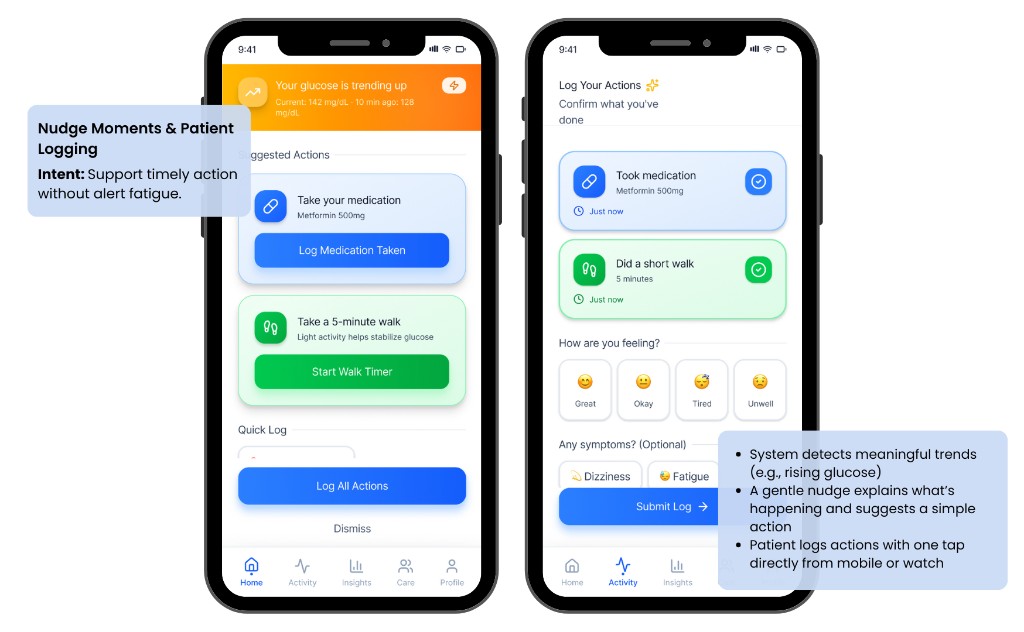 9:41
Your glucose is trending up
Current: 142 mg/dL · 10 min ago: 128
mg/dL
Nudge Moments & Patient
Logging
Intent: Support timely action
without alert fatigue.
Suggested Actions
Take your medication
Metformin 500mg
Log Medication Taken
Take a 5-minute walk
Light activity helps stabilize glucose
Start Walk Timer
Quick Log
Log All Actions
Dismiss
Home
Activity
Insights
Care
Profile
9:41
Log Your Actions
Confirm what you've
done
Took medication
Metformin 500mg
Just now
Did a short walk
5 minutes
Just now
How are you feeling?
Great
Okay
Tired
Unwell
Any symptoms? (Optional)
Dizziness
Fatigue
Submit Log
Home
Activity
Insights
• System detects meaningful trends
(e.g., rising glucose)
• A gentle nudge explains what's
happening and suggests a simple
action
• Patient logs actions with one tap
directly from mobile or watch